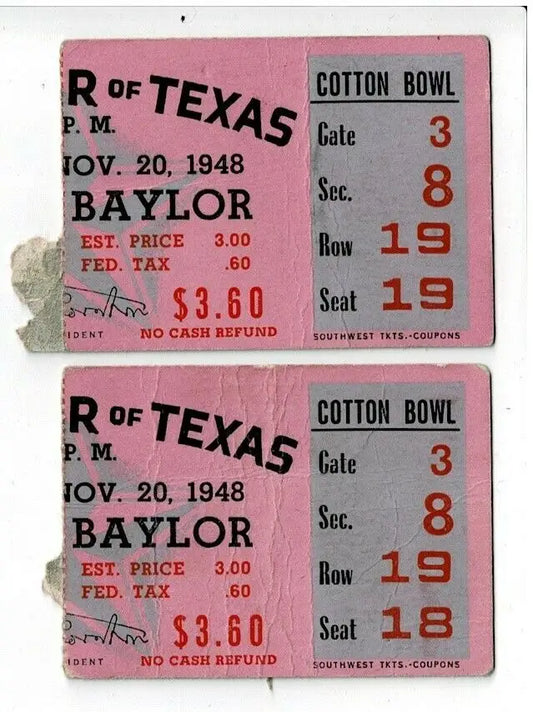 R OF TEXAS
P. M.
NOV. 20, 1948
BAYLOR
EST. PRICE 3.00
FED. TAX .60
$3.60
IDENT
NO CASH REFUND
COTTON BOWL
Gate 3
Sec. 8
Row 19
Seat 19
SOUTHWEST TKTS.-COUPONS
R OF TEXAS
P. M.
NOV. 20, 1948
BAYLOR
EST. PRICE 3.00
FED. TAX .60
$3.60
IDENT
NO CASH REFUND
COTTON BOWL
Gate 3
Sec. 8
Row 19
Seat 18
SOUTHWEST TKTS.-COUPONS